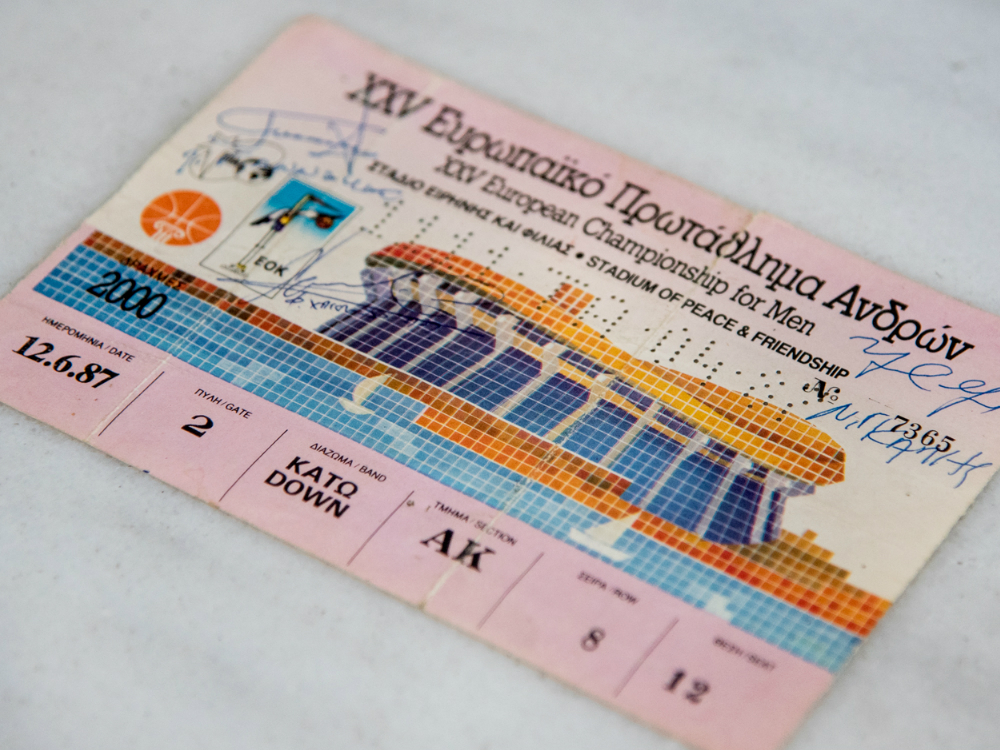 XXV Ευρωπαϊκό Πρωτάθλημα Ανδρών
XXV European Championship for Men
ΣΤΑΔΙΟ ΕΙΡΗΝΗΣ ΚΑΙ ΦΙΛΙΑΣ • STADIUM OF PEACE & FRIENDSHIP
ΕΟΚ
№ 7365
Ν. ΓΚΑΛΗΣ
ΔΡΑΧΜΕΣ
2000
ΗΜΕΡΟΜΗΝΙΑ / DATE
12.6.87
ΠΥΛΗ / GATE
2
ΔΙΑΖΩΜΑ / BAND
ΚΑΤΩ
DOWN
ΤΜΗΜΑ / SECTION
ΑΚ
ΣΕΙΡΑ / ROW
8
ΘΕΣΗ / SEAT
12